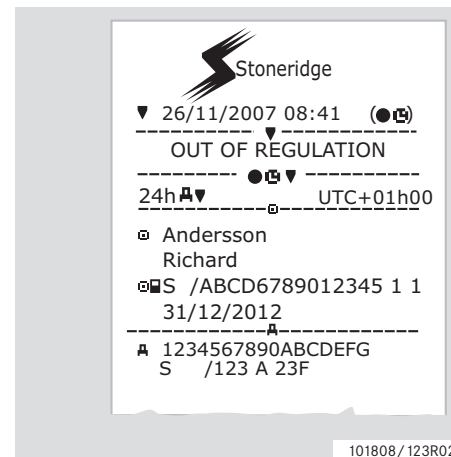 Stoneridge
26/11/2007 08:41 ( )
OUT OF REGULATION
24h UTC+01h00
Andersson
Richard
S /ABCD6789012345 1 1
31/12/2012
1234567890ABCDEFG
S /123 A 23F
101808/123R02